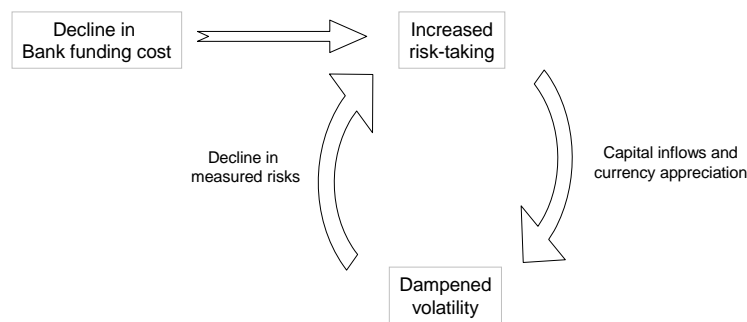 Decline in
Bank funding cost
Increased
risk-taking
Decline in
measured risks
Capital inflows and
currency appreciation
Dampened
volatility